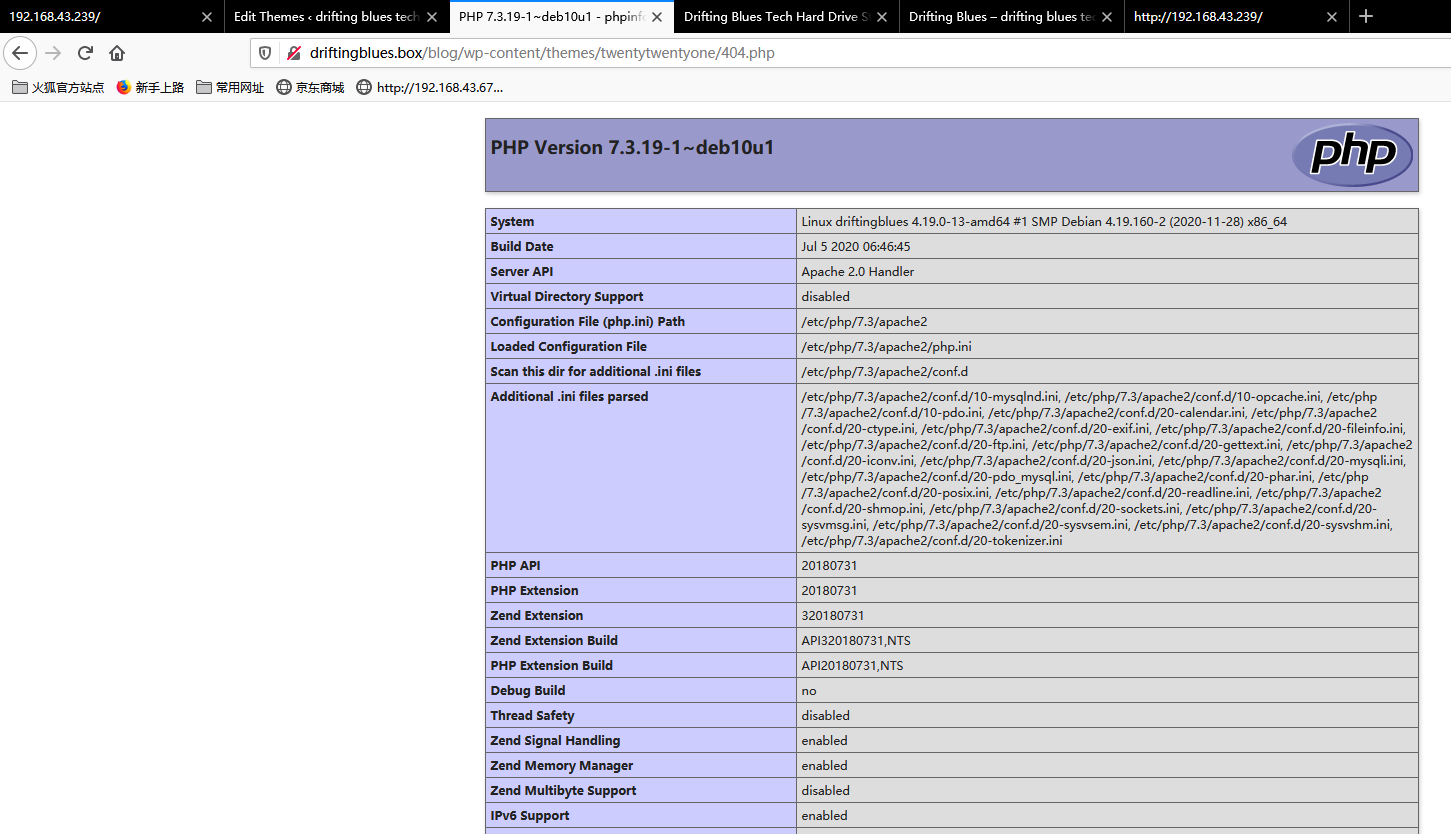 192.168.43.239/
Edit Themes ‹ drifting blues tech
PHP 7.3.19-1~deb10u1 - phpinfo
Drifting Blues Tech Hard Drive S
Drifting Blues – drifting blues te
http://192.168.43.239/
driftingblues.box/blog/wp-content/themes/twentytwentyone/404.php
火狐官方站点 新手上路 常用网址 京东商城 http://192.168.43.67...
PHP Version 7.3.19-1~deb10u1
php
System Linux driftingblues 4.19.0-13-amd64 #1 SMP Debian 4.19.160-2 (2020-11-28) x86_64
Build Date Jul 5 2020 06:46:45
Server API Apache 2.0 Handler
Virtual Directory Support disabled
Configuration File (php.ini) Path /etc/php/7.3/apache2
Loaded Configuration File /etc/php/7.3/apache2/php.ini
Scan this dir for additional .ini files /etc/php/7.3/apache2/conf.d
Additional .ini files parsed /etc/php/7.3/apache2/conf.d/10-mysqlnd.ini, /etc/php/7.3/apache2/conf.d/10-opcache.ini, /etc/php
/7.3/apache2/conf.d/10-pdo.ini, /etc/php/7.3/apache2/conf.d/20-calendar.ini, /etc/php/7.3/apache2
/conf.d/20-ctype.ini, /etc/php/7.3/apache2/conf.d/20-exif.ini, /etc/php/7.3/apache2/conf.d/20-fileinfo.ini,
/etc/php/7.3/apache2/conf.d/20-ftp.ini, /etc/php/7.3/apache2/conf.d/20-gettext.ini, /etc/php/7.3/apache2
/conf.d/20-iconv.ini, /etc/php/7.3/apache2/conf.d/20-json.ini, /etc/php/7.3/apache2/conf.d/20-mysqli.ini,
/etc/php/7.3/apache2/conf.d/20-pdo_mysql.ini, /etc/php/7.3/apache2/conf.d/20-phar.ini, /etc/php
/7.3/apache2/conf.d/20-posix.ini, /etc/php/7.3/apache2/conf.d/20-readline.ini, /etc/php/7.3/apache2
/conf.d/20-shmop.ini, /etc/php/7.3/apache2/conf.d/20-sockets.ini, /etc/php/7.3/apache2/conf.d/20-
sysvmsg.ini, /etc/php/7.3/apache2/conf.d/20-sysvsem.ini, /etc/php/7.3/apache2/conf.d/20-sysvshm.ini,
/etc/php/7.3/apache2/conf.d/20-tokenizer.ini
PHP API 20180731
PHP Extension 20180731
Zend Extension 320180731
Zend Extension Build API320180731,NTS
PHP Extension Build API20180731,NTS
Debug Build no
Thread Safety disabled
Zend Signal Handling enabled
Zend Memory Manager enabled
Zend Multibyte Support disabled
IPv6 Support enabled